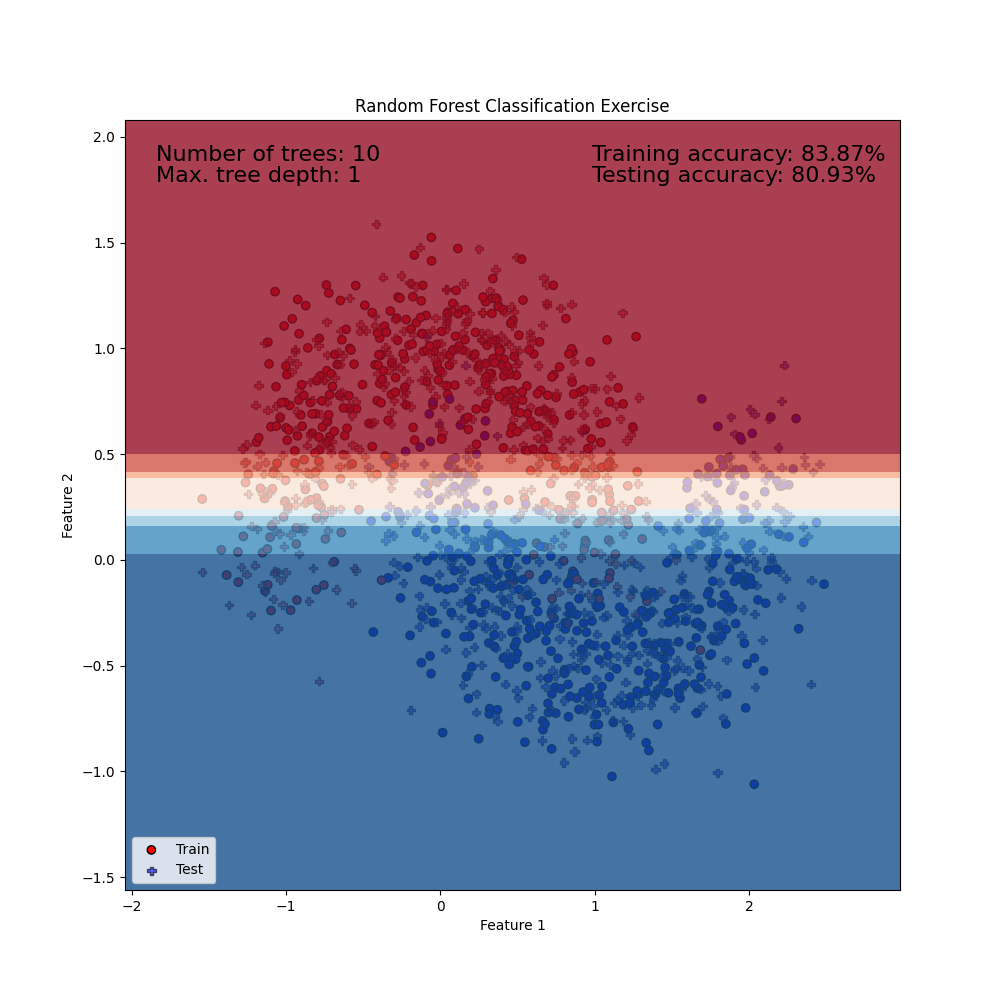 Random Forest Classification Exercise
Number of trees: 10
Max. tree depth: 1
Training accuracy: 83.87%
Testing accuracy: 80.93%
2.0
1.5
1.0
0.5
0.0
−0.5
−1.0
−1.5
Feature 2
Train
Test
−2
−1
0
1
2
Feature 1